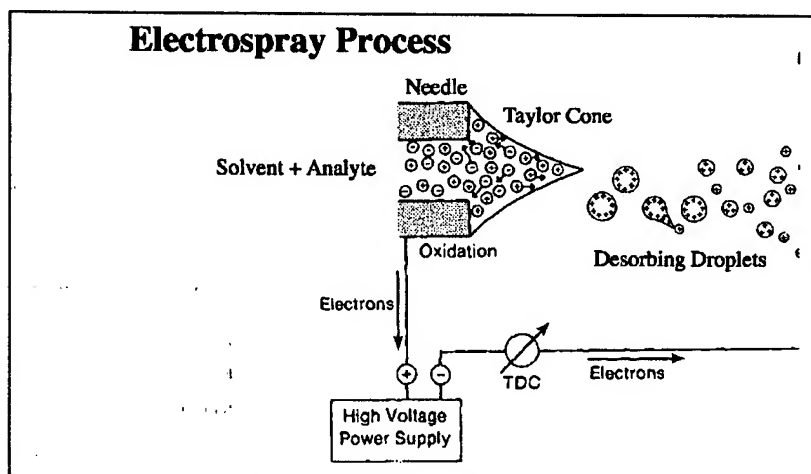 Electrospray Process
Needle
Taylor Cone
Solvent + Analyte
Oxidation
Desorbing Droplets
Electrons
TDC
Electrons
+ −
High Voltage
Power Supply